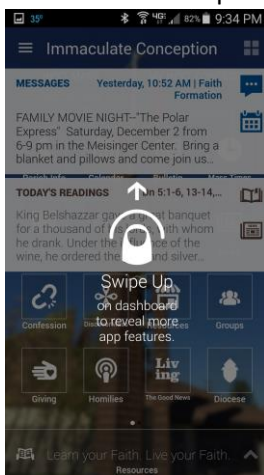 35° 4G 82% 9:34 PM
Immaculate Conception
MESSAGES Yesterday, 10:52 AM | Faith
Formation
FAMILY MOVIE NIGHT--"The Polar
Express" Saturday, December 2 from
6-9 pm in the Meisinger Center. Bring a
blanket and pillows and come join us...
Parish Info Calendar Bulletin Mass Times
TODAY'S READINGS Dn 5:1-6, 13-14,...
King Belshazzar gave a great banquet
for a thousand of his lords, with whom
he drank. Under the influence of the
wine, he ordered the gold and silver...
Swipe Up
on dashboard
to reveal more
app features.
Confession Resources Groups
Liv
ing
Giving Homilies The Good News Diocese
Learn your Faith. Live your Faith.
Resources